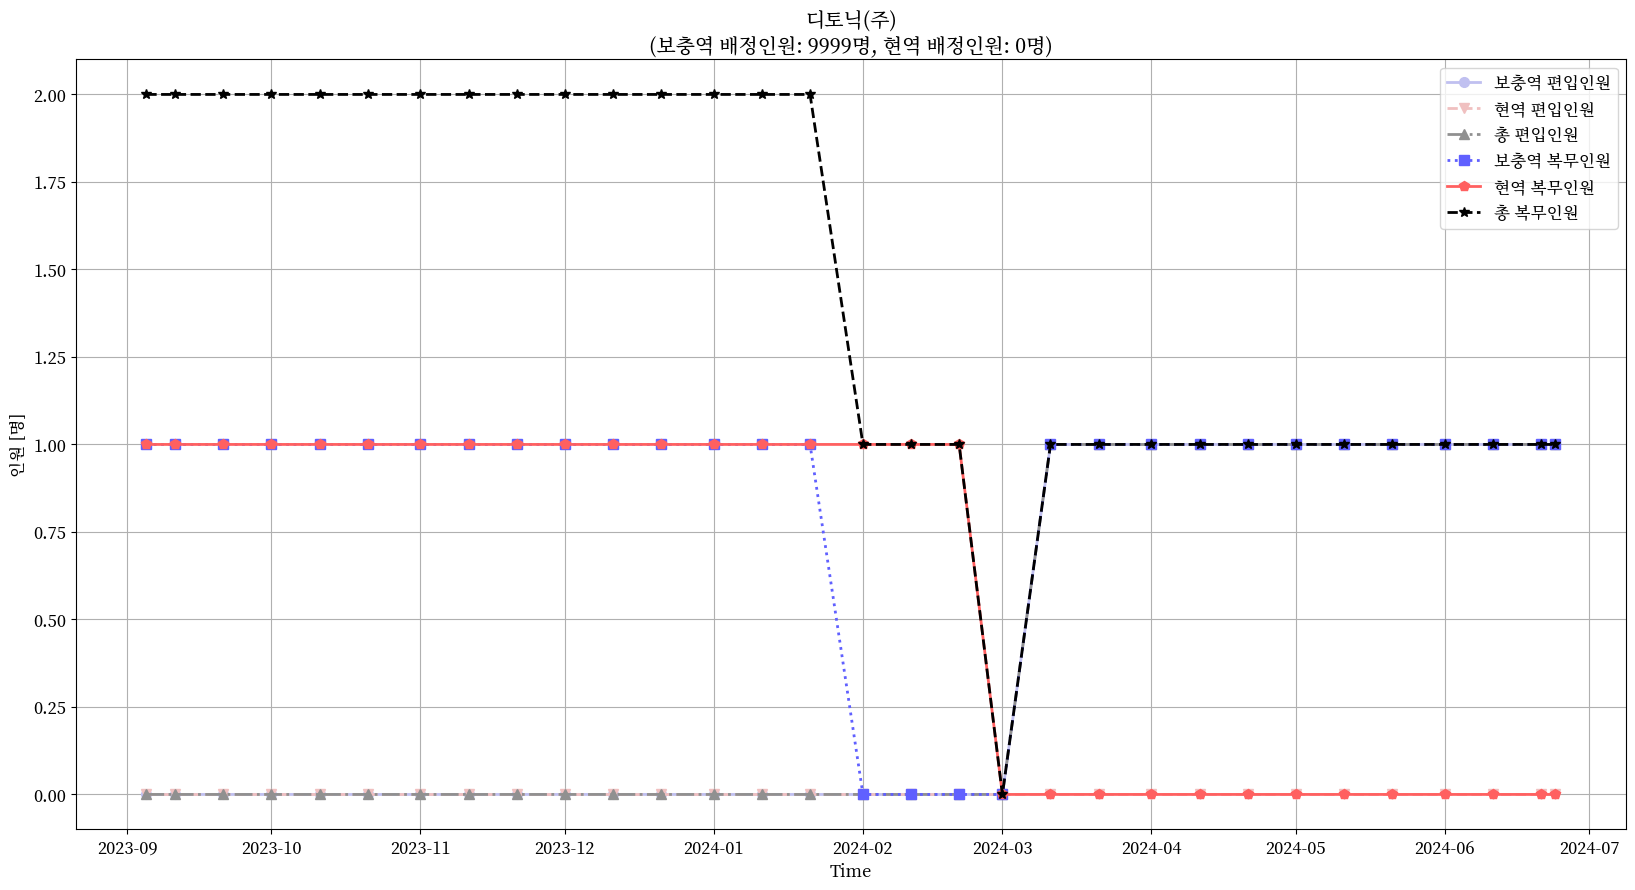 디토닉(주)
(보충역 배정인원: 9999명, 현역 배정인원: 0명)
보충역 편입인원
현역 편입인원
총 편입인원
보충역 복무인원
현역 복무인원
총 복무인원
인원 [명]
2.00
1.75
1.50
1.25
1.00
0.75
0.50
0.25
0.00
2023-09
2023-10
2023-11
2023-12
2024-01
2024-02
2024-03
2024-04
2024-05
2024-06
2024-07
Time